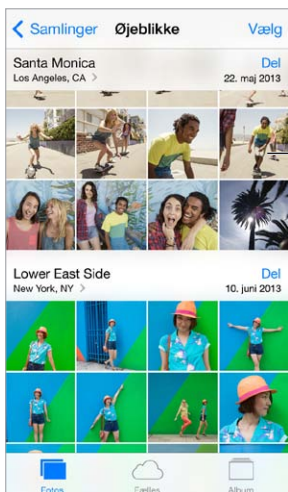 Samlinger Øjeblikke Vælg
Santa Monica Del
Los Angeles, CA 22. maj 2013
Lower East Side Del
New York, NY 10. juni 2013
Fotos Fælles Album